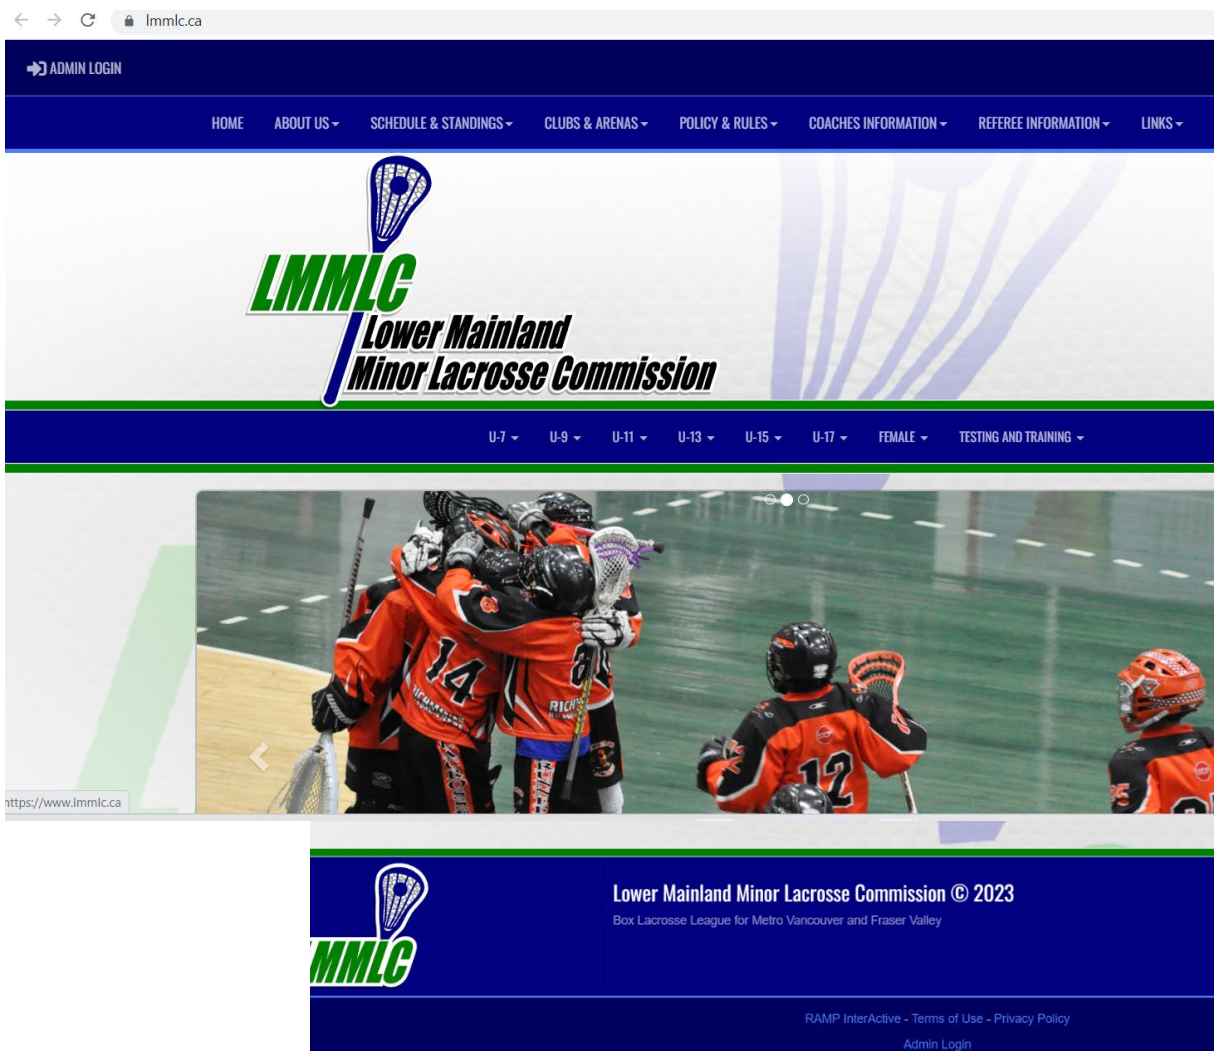 lmmlc.ca
ADMIN LOGIN
HOME ABOUT US SCHEDULE & STANDINGS CLUBS & ARENAS POLICY & RULES COACHES INFORMATION REFEREE INFORMATION LINKS
LMMLC
Lower Mainland
Minor Lacrosse Commission
U-7 U-9 U-11 U-13 U-15 U-17 FEMALE TESTING AND TRAINING
14
12
https://www.lmmlc.ca
Lower Mainland Minor Lacrosse Commission © 2023
Box Lacrosse League for Metro Vancouver and Fraser Valley
LMMLC
RAMP InterActive - Terms of Use - Privacy Policy
Admin Login